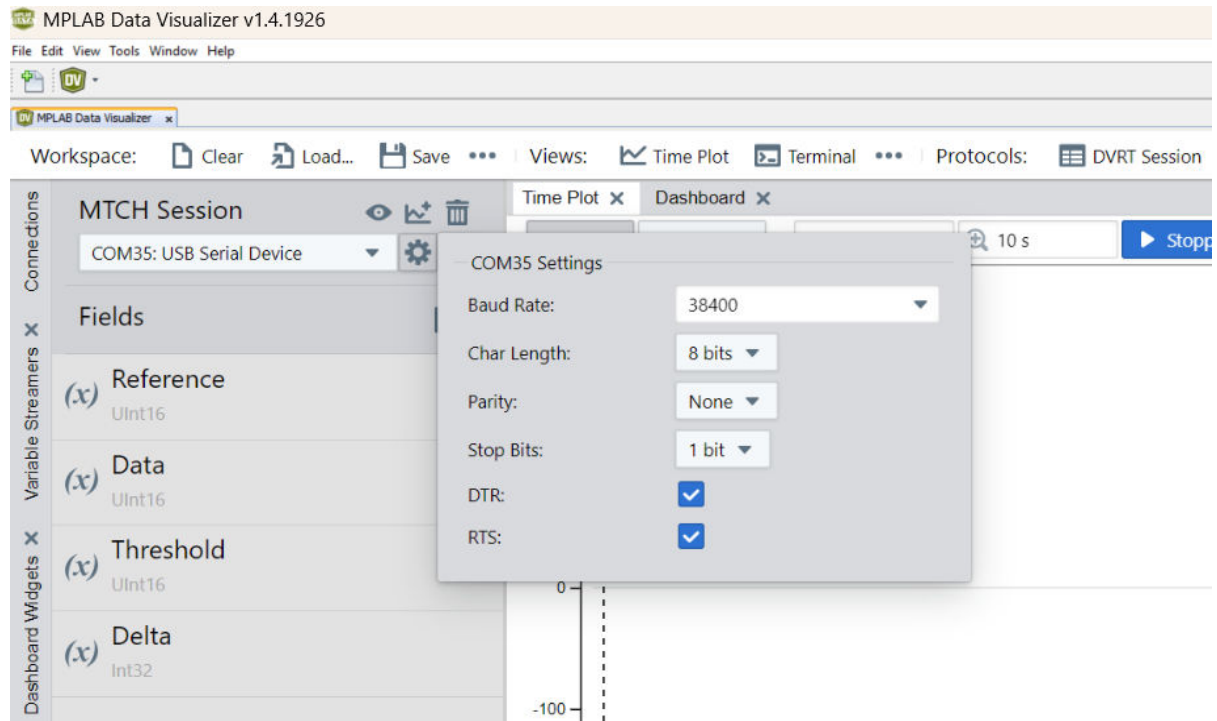 MPLAB Data Visualizer v1.4.1926
File Edit View Tools Window Help
DV
DV MPLAB Data Visualizer x
Workspace: Clear Load... Save ••• Views: Time Plot Terminal ••• Protocols: DVRT Session
Connections
Variable Streamers
Dashboard Widgets
MTCH Session
COM35: USB Serial Device
Fields
(x) Reference
UInt16
(x) Data
UInt16
(x) Threshold
UInt16
(x) Delta
Int32
Time Plot Dashboard
10 s
COM35 Settings
Baud Rate: 38400
Char Length: 8 bits
Parity: None
Stop Bits: 1 bit
DTR:
RTS:
0
-100